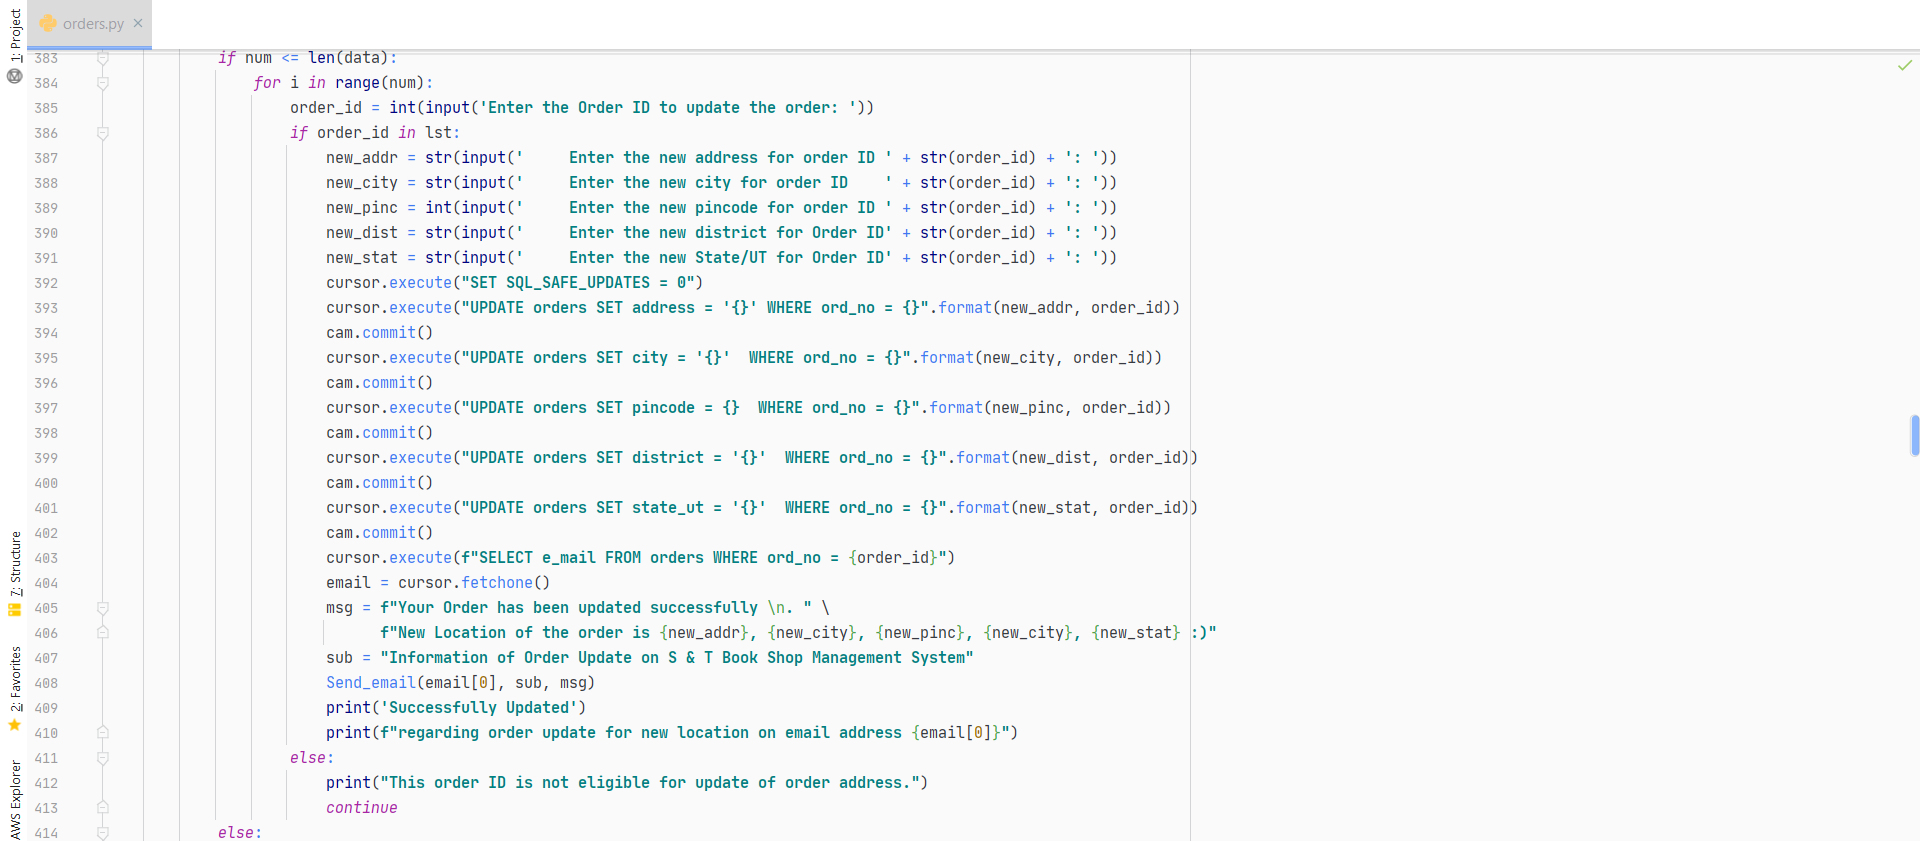 orders.py
1: Project
7: Structure
2: Favorites
AWS Explorer
383 if num <= len(data):
384 for i in range(num):
385 order_id = int(input('Enter the Order ID to update the order: '))
386 if order_id in lst:
387 new_addr = str(input('     Enter the new address for order ID ' + str(order_id) + ': '))
388 new_city = str(input('     Enter the new city for order ID    ' + str(order_id) + ': '))
389 new_pinc = int(input('     Enter the new pincode for order ID ' + str(order_id) + ': '))
390 new_dist = str(input('     Enter the new district for Order ID' + str(order_id) + ': '))
391 new_stat = str(input('     Enter the new State/UT for Order ID' + str(order_id) + ': '))
392 cursor.execute("SET SQL_SAFE_UPDATES = 0")
393 cursor.execute("UPDATE orders SET address = '{}' WHERE ord_no = {}".format(new_addr, order_id))
394 cam.commit()
395 cursor.execute("UPDATE orders SET city = '{}'  WHERE ord_no = {}".format(new_city, order_id))
396 cam.commit()
397 cursor.execute("UPDATE orders SET pincode = {}  WHERE ord_no = {}".format(new_pinc, order_id))
398 cam.commit()
399 cursor.execute("UPDATE orders SET district = '{}'  WHERE ord_no = {}".format(new_dist, order_id))
400 cam.commit()
401 cursor.execute("UPDATE orders SET state_ut = '{}'  WHERE ord_no = {}".format(new_stat, order_id))
402 cam.commit()
403 cursor.execute(f"SELECT e_mail FROM orders WHERE ord_no = {order_id}")
404 email = cursor.fetchone()
405 msg = f"Your Order has been updated successfully \n. " \
406 f"New Location of the order is {new_addr}, {new_city}, {new_pinc}, {new_city}, {new_stat} :)"
407 sub = "Information of Order Update on S & T Book Shop Management System"
408 Send_email(email[0], sub, msg)
409 print('Successfully Updated')
410 print(f"regarding order update for new location on email address {email[0]}")
411 else:
412 print("This order ID is not eligible for update of order address.")
413 continue
414 else: